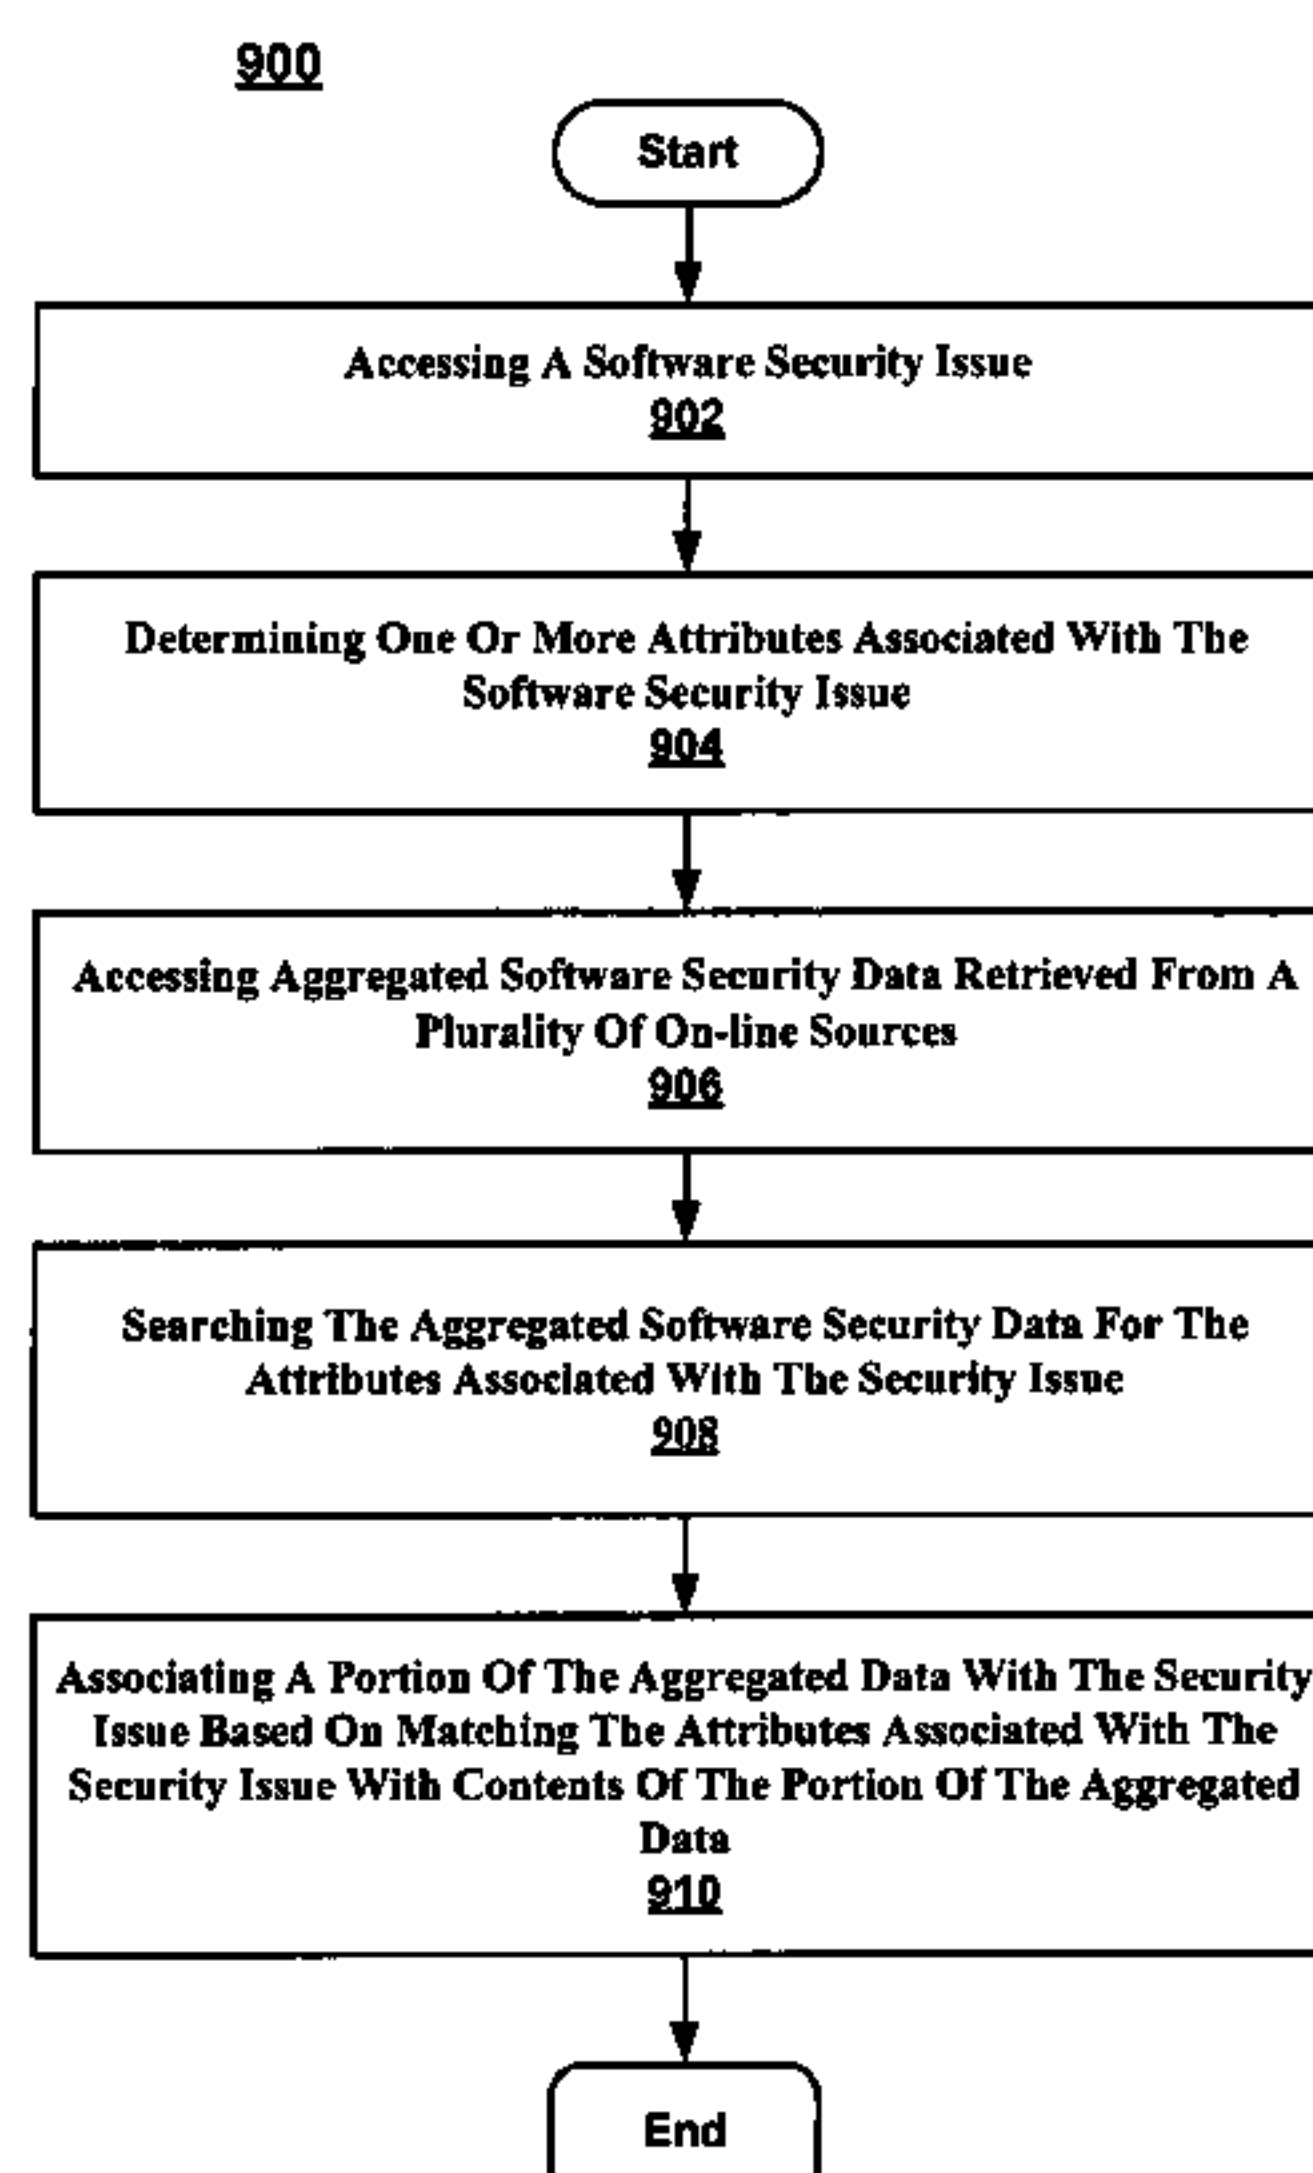 900
Start
Accessing A Software Security Issue
902
Determining One Or More Attributes Associated With The
Software Security Issue
904
Accessing Aggregated Software Security Data Retrieved From A
Plurality Of On-line Sources
906
Searching The Aggregated Software Security Data For The
Attributes Associated With The Security Issue
908
Associating A Portion Of The Aggregated Data With The Security
Issue Based On Matching The Attributes Associated With The
Security Issue With Contents Of The Portion Of The Aggregated
Data
910
End